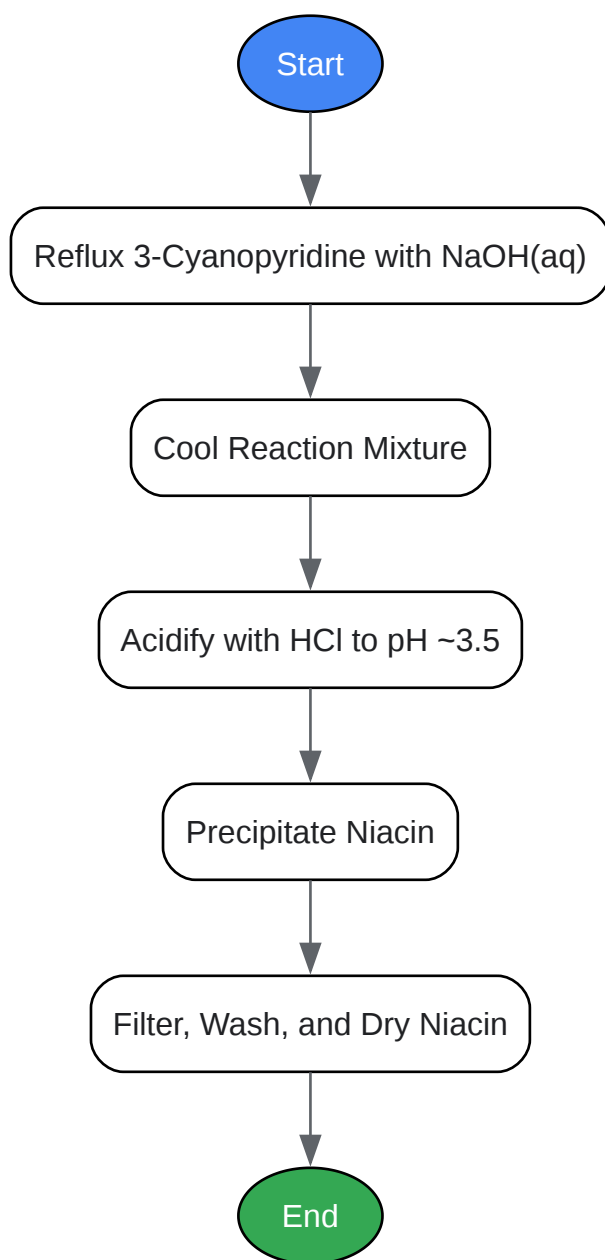 Start
Reflux 3-Cyanopyridine with NaOH(aq)
Cool Reaction Mixture
Acidify with HCl to pH ~3.5
Precipitate Niacin
Filter, Wash, and Dry Niacin
End